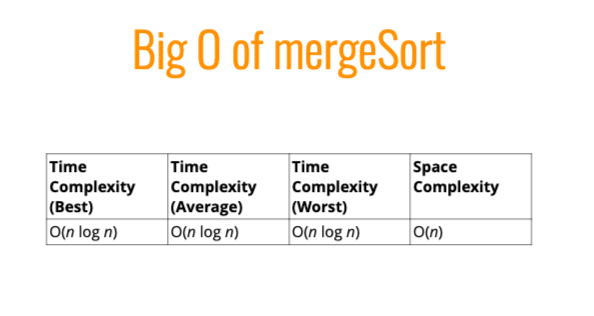 Big O of mergeSort
Time Complexity (Best)
Time Complexity (Average)
Time Complexity (Worst)
Space Complexity
O(n log n)
O(n log n)
O(n log n)
O(n)